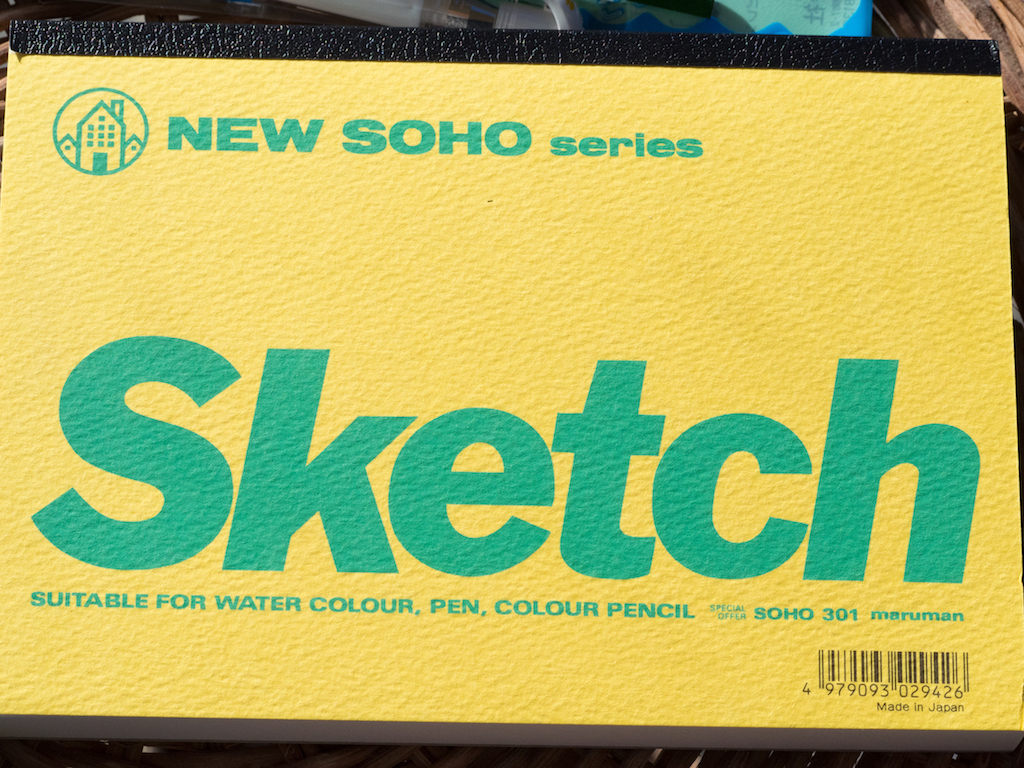 NEW SOHO series
Sketch
SUITABLE FOR WATER COLOUR, PEN, COLOUR PENCIL SPECIAL OFFER SOHO 301 maruman
4 979093 029426
Made in Japan